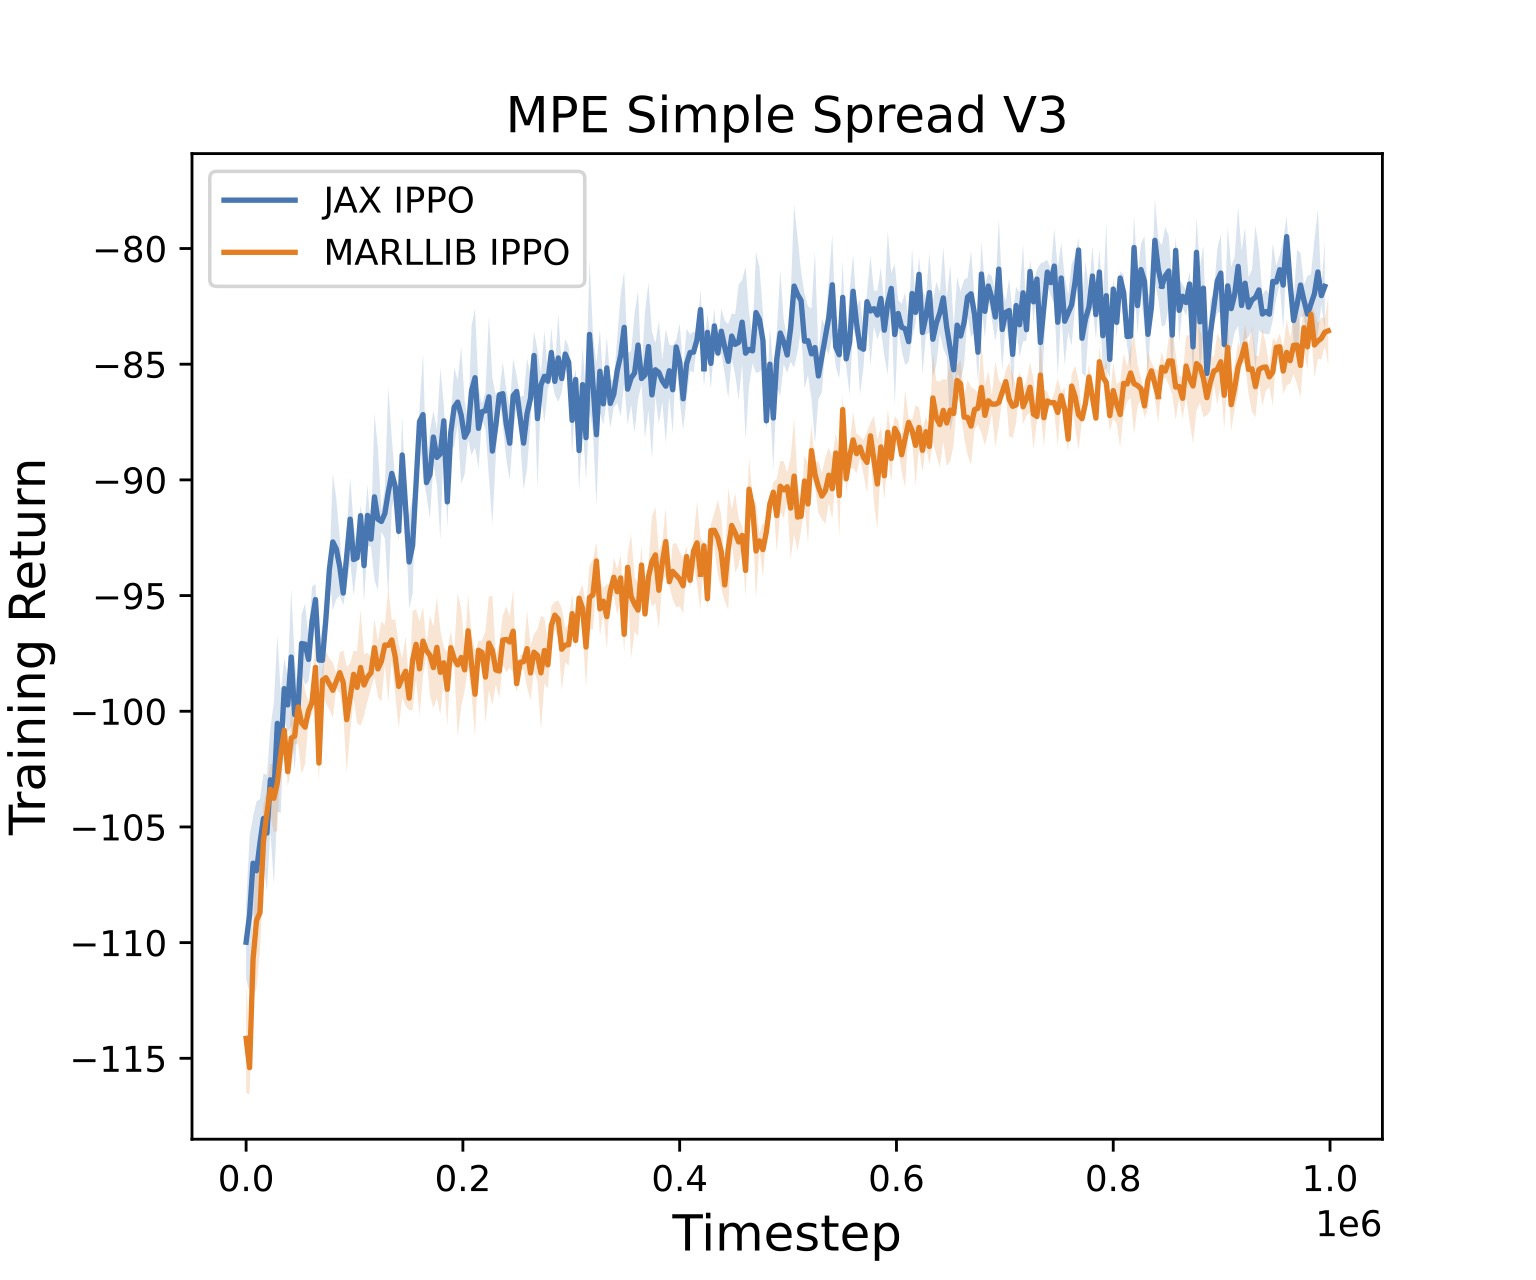 MPE Simple Spread V3
JAX IPPO
MARLLIB IPPO
Training Return
−80
−85
−90
−95
−100
−105
−110
−115
0.0 0.2 0.4 0.6 0.8 1.0
1e6
Timestep